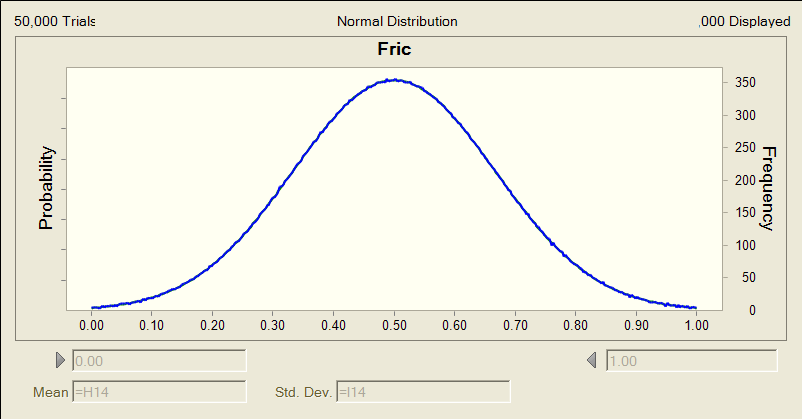 50,000 Trials Normal Distribution ,000 Displayed
Fric
Probability
Frequency
350
300
250
200
150
100
50
0
0.00 0.10 0.20 0.30 0.40 0.50 0.60 0.70 0.80 0.90 1.00
0.00 1.00
Mean =H14 Std. Dev. =I14